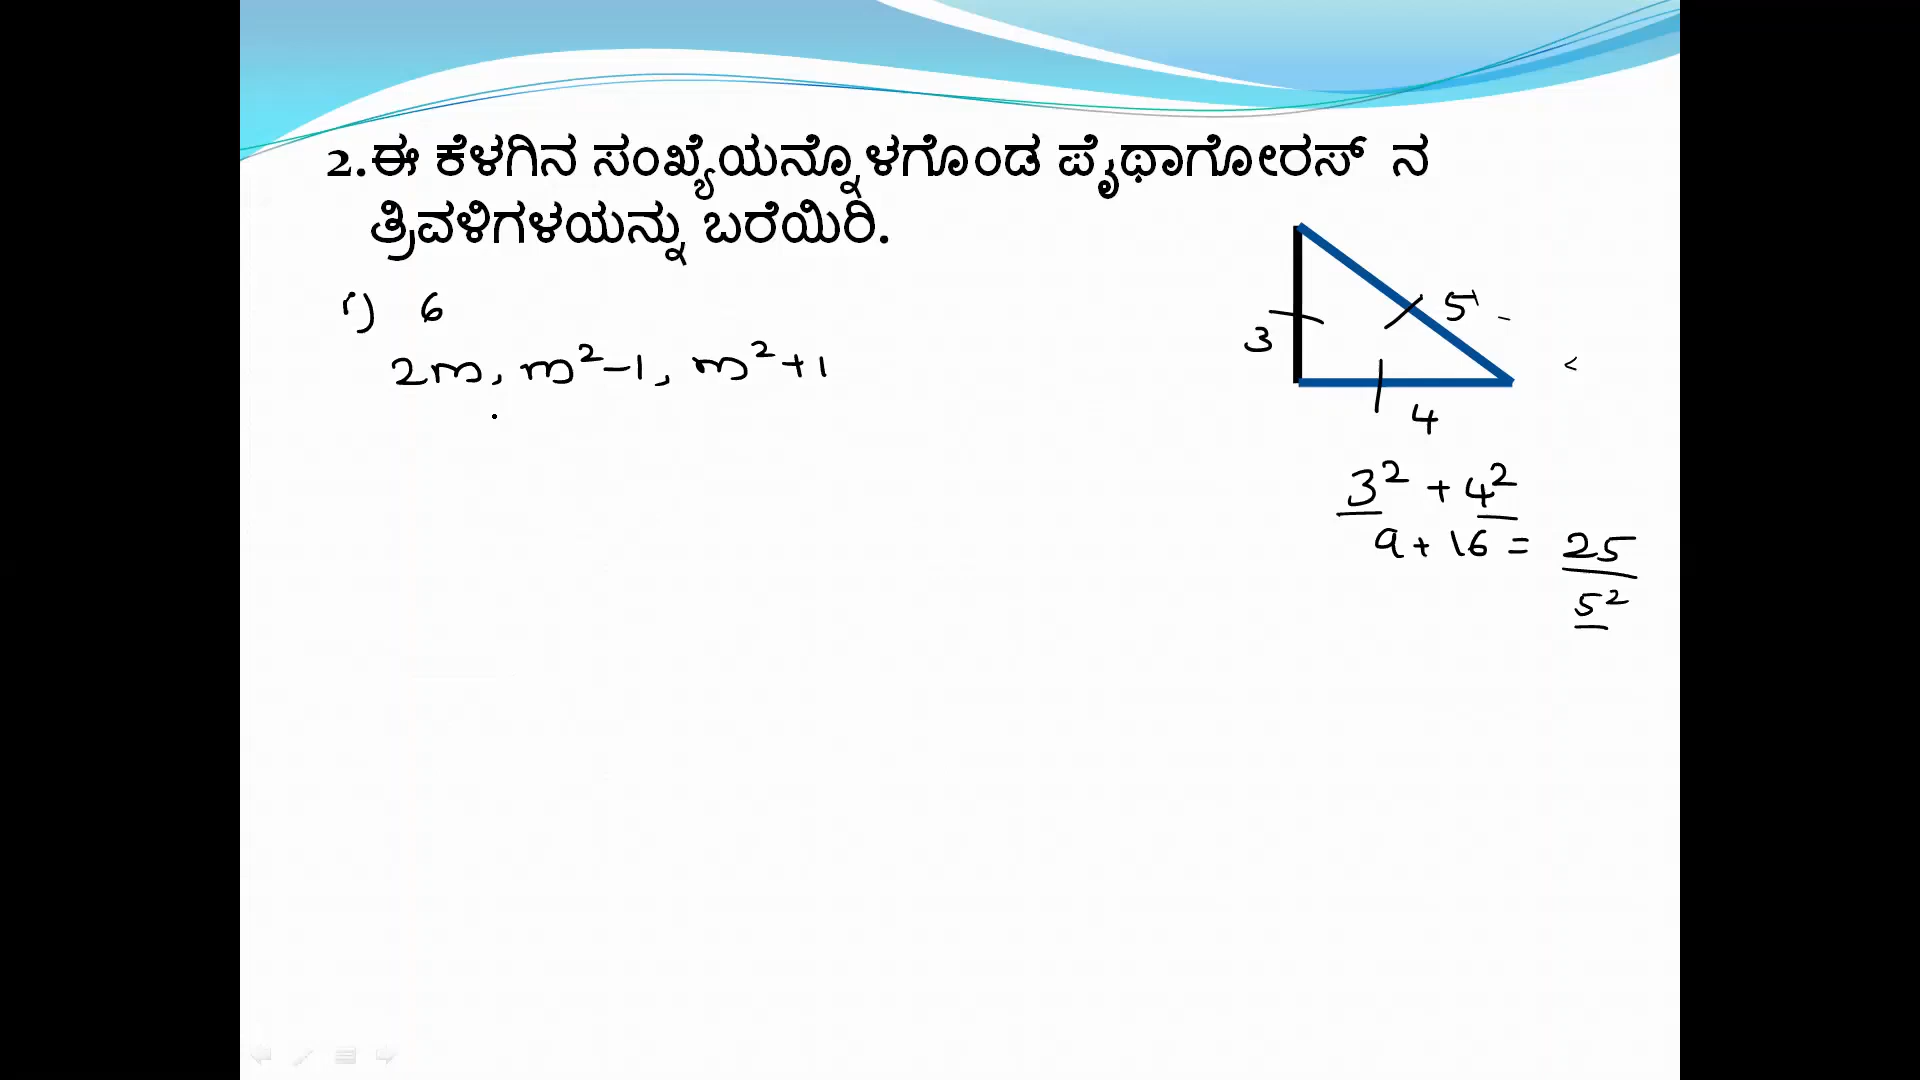 2.ಈ ಕೆಳಗಿನ ಸಂಖ್ಯೆಯನ್ನೊಳಗೊಂಡ ಪೈಥಾಗೋರಸ್ ನ
ತ್ರಿವಳಿಗಳಯನ್ನು ಬರೆಯಿರಿ.
i) 6
2m, m²-1, m²+1
5
3
4
3² + 4²
9 + 16 = 25
5²